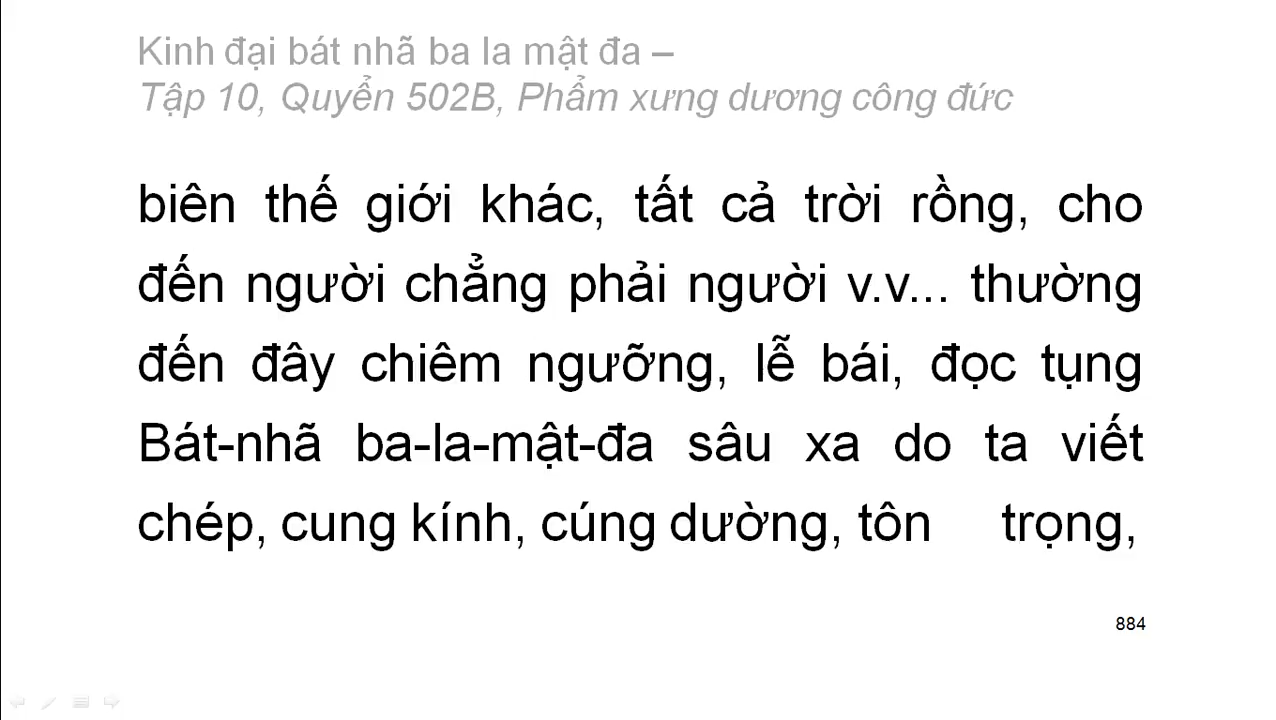 Kinh đại bát nhã ba la mật đa –
Tập 10, Quyển 502B, Phẩm xưng dương công đức
biên thế giới khác, tất cả trời rồng, cho
đến người chẳng phải người v.v... thường
đến đây chiêm ngưỡng, lễ bái, đọc tụng
Bát-nhã ba-la-mật-đa sâu xa do ta viết
chép, cung kính, cúng dường, tôn trọng,
884